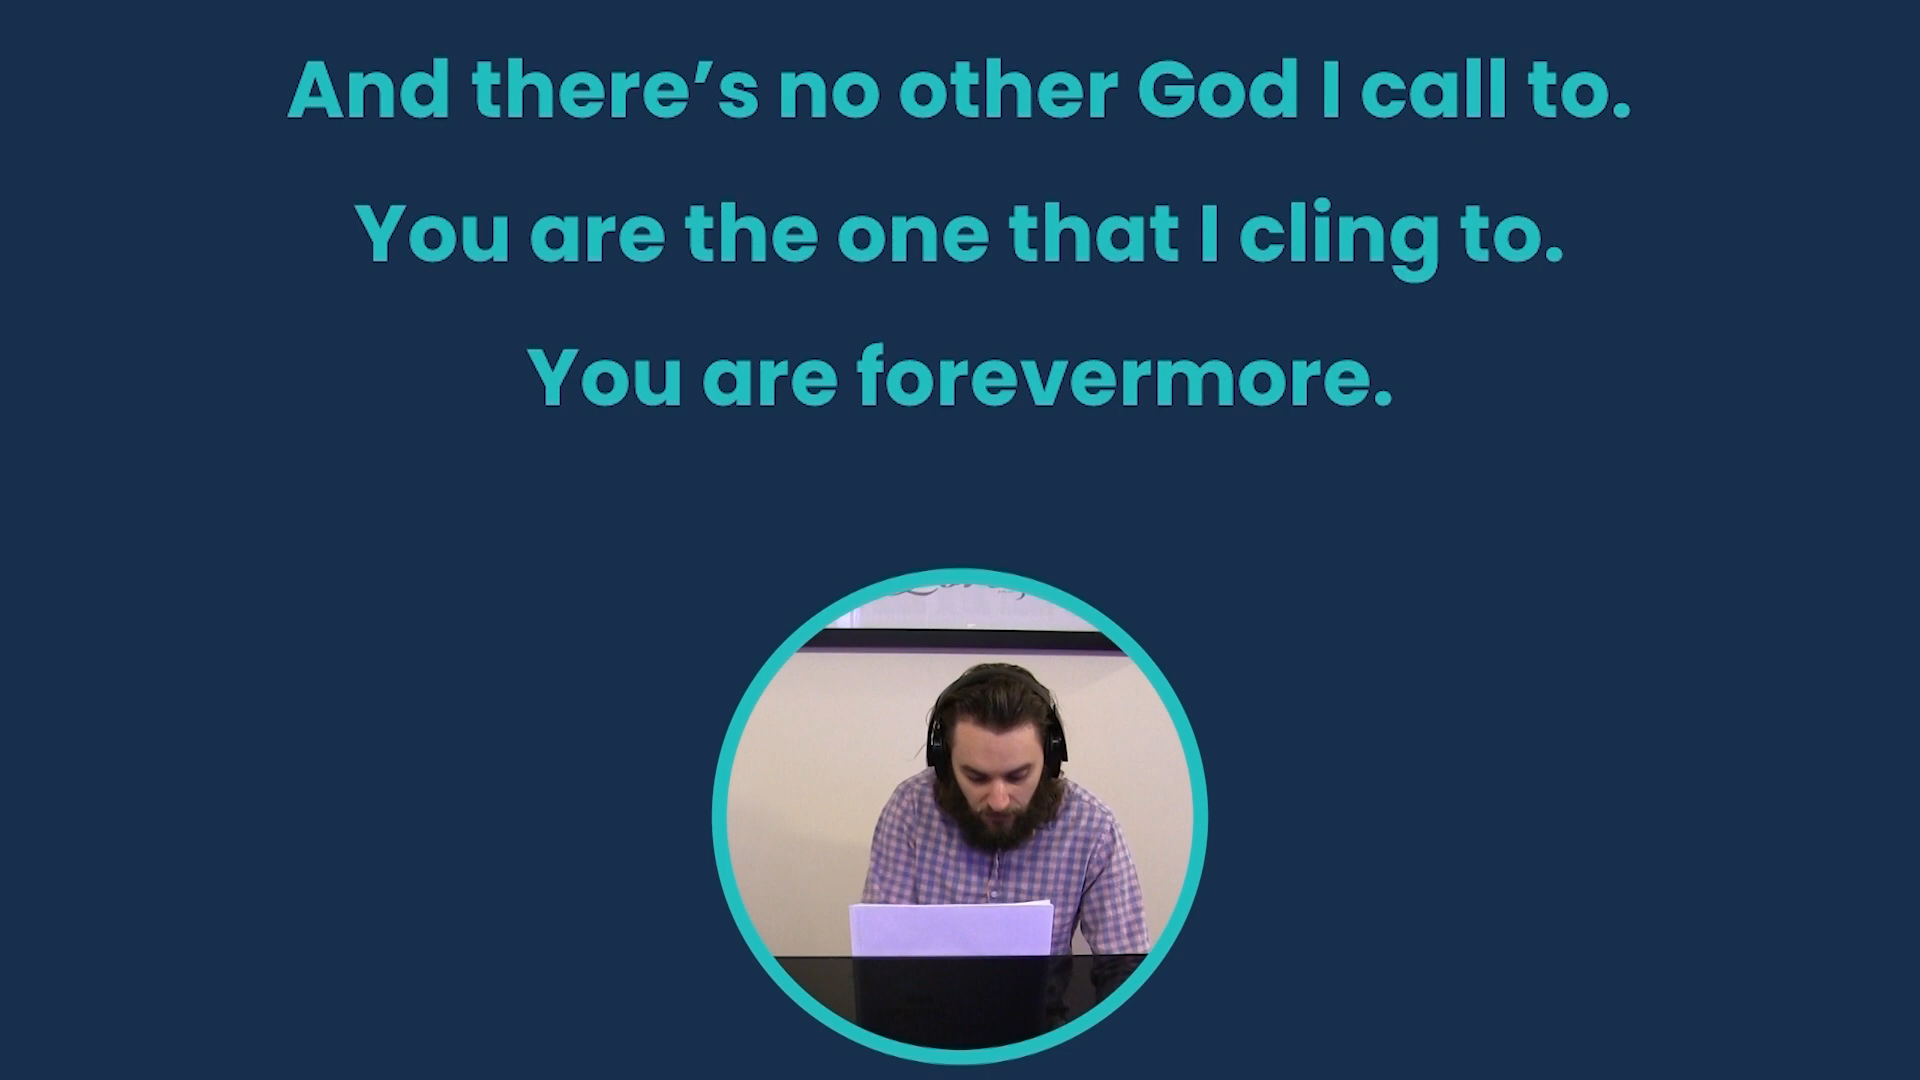 And there’s no other God I call to.
You are the one that I cling to.
You are forevermore.